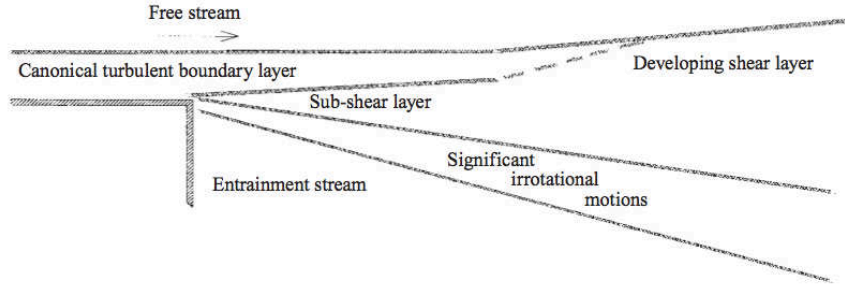 Free stream
Canonical turbulent boundary layer
Developing shear layer
Sub-shear layer
Significant
irrotational
motions
Entrainment stream